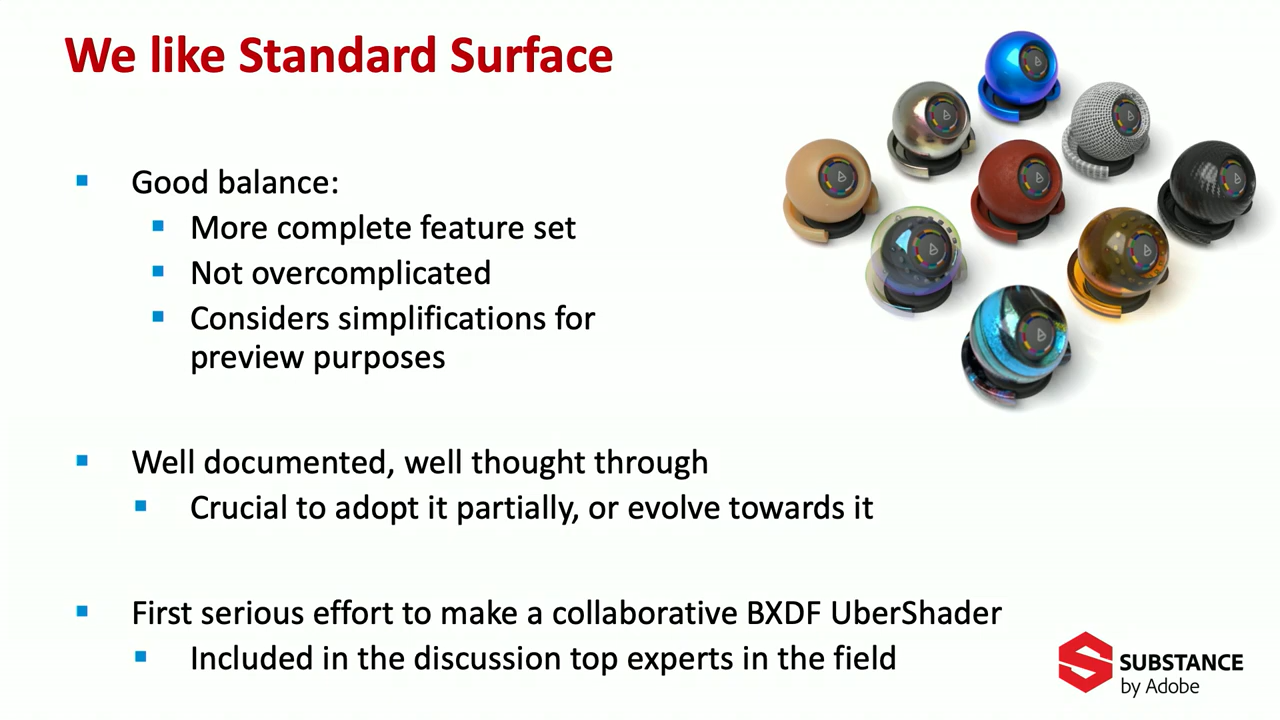 We like Standard Surface
Good balance:
More complete feature set
Not overcomplicated
Considers simplifications for
preview purposes
Well documented, well thought through
Crucial to adopt it partially, or evolve towards it
First serious effort to make a collaborative BXDF UberShader
Included in the discussion top experts in the field
SUBSTANCE
by Adobe